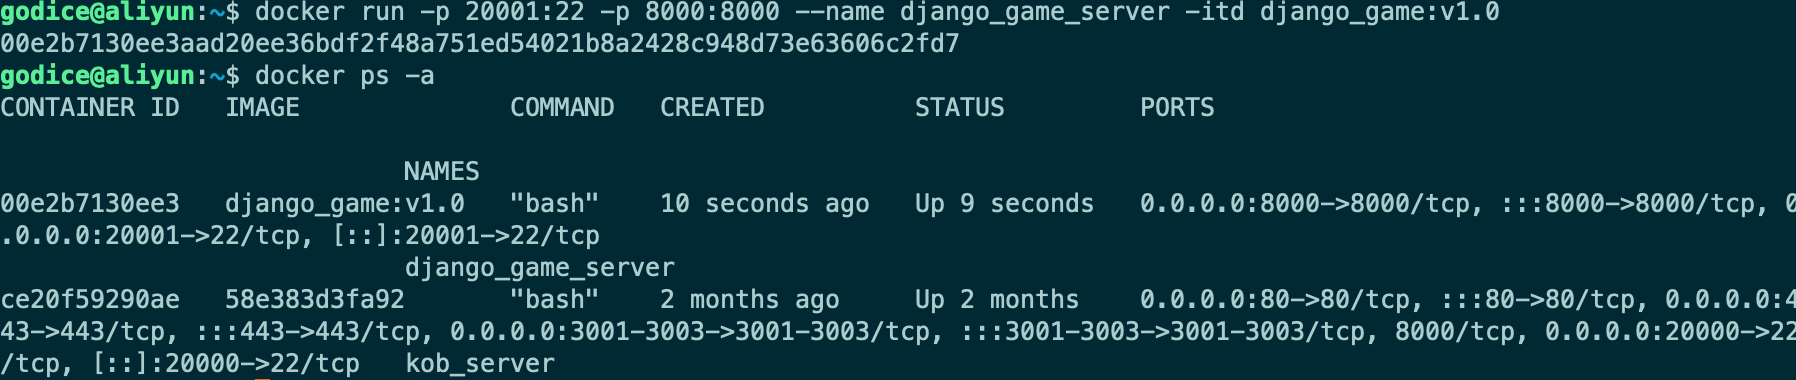 godice@aliyun:~$ docker run -p 20001:22 -p 8000:8000 --name django_game_server -itd django_game:v1.0
00e2b7130ee3aad20ee36bdf2f48a751ed54021b8a2428c948d73e63606c2fd7
godice@aliyun:~$ docker ps -a
CONTAINER ID   IMAGE              COMMAND   CREATED          STATUS         PORTS
NAMES
00e2b7130ee3   django_game:v1.0   "bash"    10 seconds ago   Up 9 seconds   0.0.0.0:8000->8000/tcp, :::8000->8000/tcp, 0
.0.0.0:20001->22/tcp, [::]:20001->22/tcp
django_game_server
ce20f59290ae   58e383d3fa92       "bash"    2 months ago     Up 2 months    0.0.0.0:80->80/tcp, :::80->80/tcp, 0.0.0.0:4
43->443/tcp, :::443->443/tcp, 0.0.0.0:3001-3003->3001-3003/tcp, :::3001-3003->3001-3003/tcp, 8000/tcp, 0.0.0.0:20000->22
/tcp, [::]:20000->22/tcp   kob_server